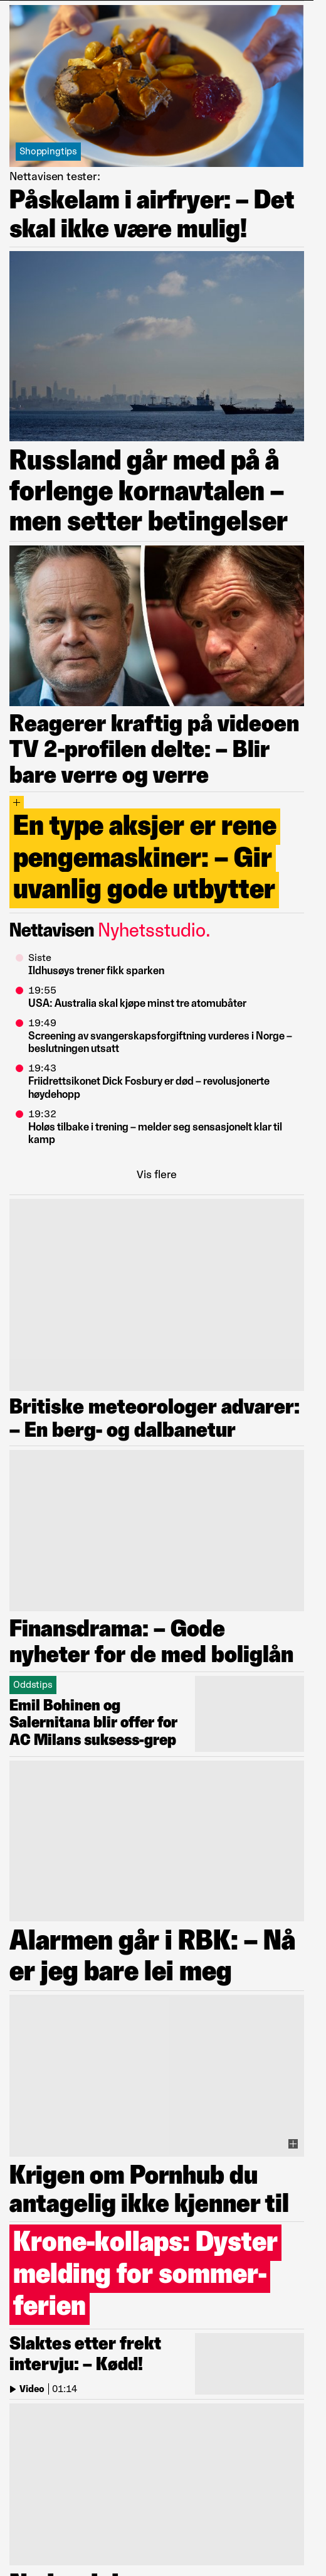 Shoppingtips
Nettavisen tester:
Påskelam i airfryer: – Det
skal ikke være mulig!
Russland går med på å
forlenge kornavtalen –
men setter betingelser
Reagerer kraftig på videoen
TV 2-profilen delte: – Blir
bare verre og verre
En type aksjer er rene
pengemaskiner: – Gir
uvanlig gode utbytter
Nettavisen Nyhetsstudio.
Siste
Ildhusøys trener fikk sparken
19:55
USA: Australia skal kjøpe minst tre atomubåter
19:49
Screening av svangerskapsforgiftning vurderes i Norge –
beslutningen utsatt
19:43
Friidrettsikonet Dick Fosbury er død – revolusjonerte
høydehopp
19:32
Holøs tilbake i trening – melder seg sensasjonelt klar til
kamp
Vis flere
Britiske meteorologer advarer:
– En berg- og dalbanetur
Finansdrama: – Gode
nyheter for de med boliglån
Oddstips
Emil Bohinen og
Salernitana blir offer for
AC Milans suksess-grep
Alarmen går i RBK: – Nå
er jeg bare lei meg
Krigen om Pornhub du
antagelig ikke kjenner til
Krone-kollaps: Dyster
melding for sommer-
ferien
Slaktes etter frekt
intervju: – Kødd!
Video | 01:14